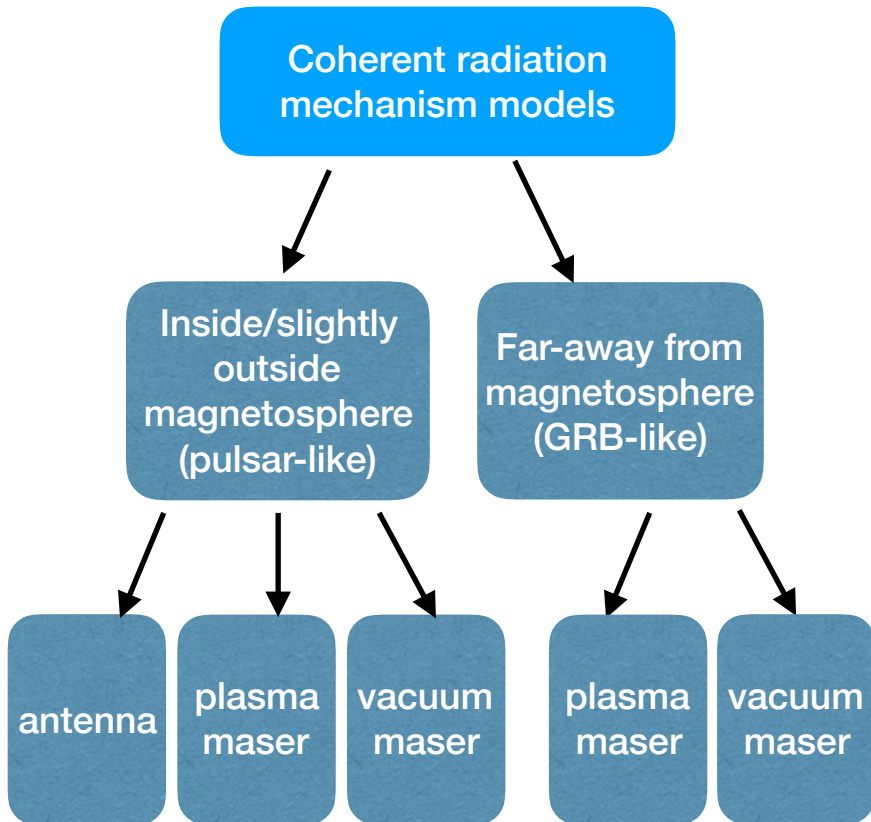 Coherent radiation
mechanism models
Inside/slightly
outside
magnetosphere
(pulsar-like)
Far-away from
magnetosphere
(GRB-like)
antenna
plasma
maser
vacuum
maser
plasma
maser
vacuum
maser